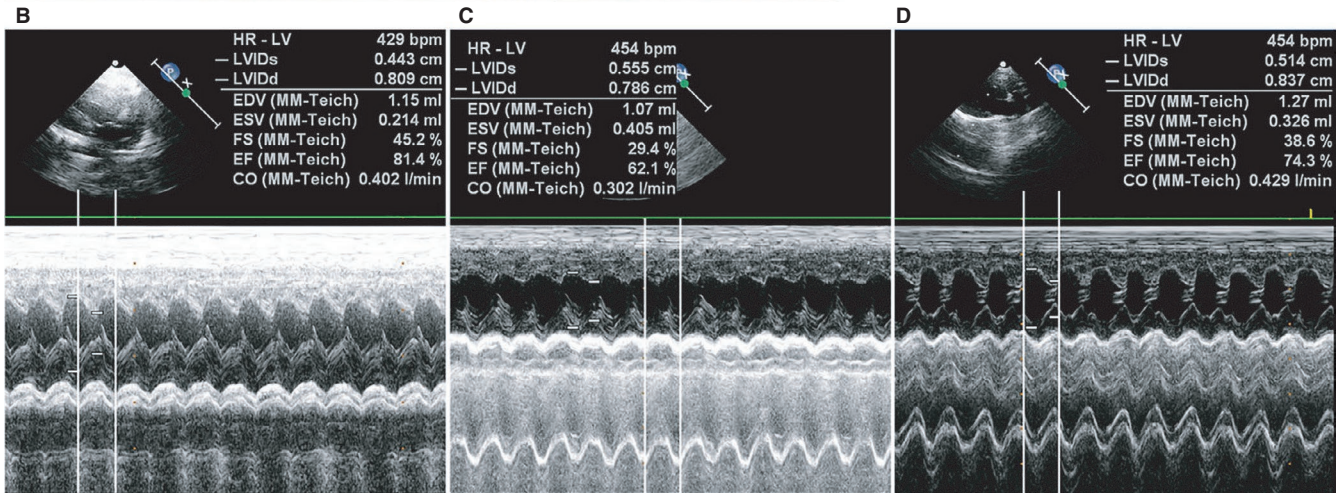 B
HR - LV 429 bpm
LVIDs 0.443 cm
LVIDd 0.809 cm
EDV (MM-Teich) 1.15 ml
ESV (MM-Teich) 0.214 ml
FS (MM-Teich) 45.2 %
EF (MM-Teich) 81.4 %
CO (MM-Teich) 0.402 l/min
P
C
HR - LV 454 bpm
LVIDs 0.555 cm
LVIDd 0.786 cm
EDV (MM-Teich) 1.07 ml
ESV (MM-Teich) 0.405 ml
FS (MM-Teich) 29.4 %
EF (MM-Teich) 62.1 %
CO (MM-Teich) 0.302 l/min
D
HR - LV 454 bpm
LVIDs 0.514 cm
LVIDd 0.837 cm
EDV (MM-Teich) 1.27 ml
ESV (MM-Teich) 0.326 ml
FS (MM-Teich) 38.6 %
EF (MM-Teich) 74.3 %
CO (MM-Teich) 0.429 l/min